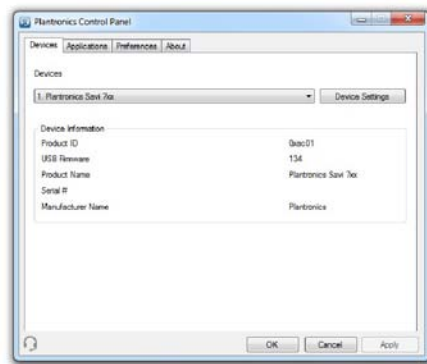 Plantronics Control Panel
Devices Applications Preferences About
Devices
1. Plantronics Savi 7xx Device Settings
Device Information
Product ID 0xac01
USB Firmware 134
Product Name Plantronics Savi 7xx
Serial #
Manufacturer Name Plantronics
OK Cancel Apply